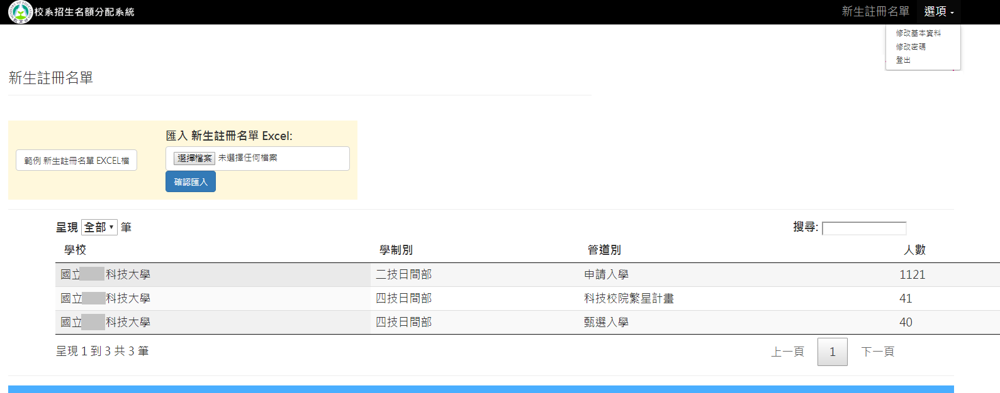 校系招生名額分配系統 新生註冊名單 選項
修改基本資料
修改密碼
登出
新生註冊名單
匯入 新生註冊名單 Excel:
範例 新生註冊名單 EXCEL檔
選擇檔案 未選擇任何檔案
確認匯入
呈現 全部 筆 搜尋:
學校 學制別 管道別 人數
國立 科技大學 二技日間部 申請入學 1121
國立 科技大學 四技日間部 科技校院繁星計畫 41
國立 科技大學 四技日間部 甄選入學 40
呈現 1 到 3 共 3 筆 上一頁 1 下一頁